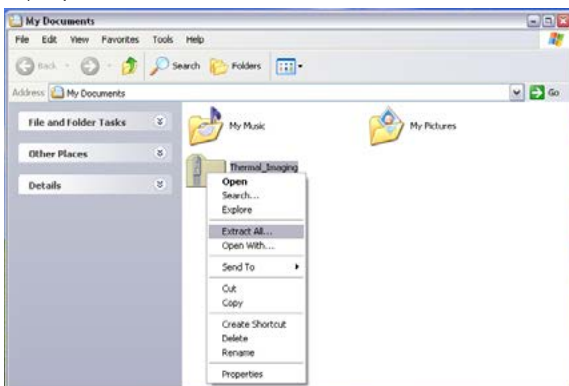 My Documents
File Edit View Favorites Tools Help
Back Search Folders
Address My Documents Go
File and Folder Tasks
Other Places
Details
My Music
My Pictures
Thermal_Imaging
Open
Search...
Explore
Extract All...
Open With...
Send To
Cut
Copy
Create Shortcut
Delete
Rename
Properties